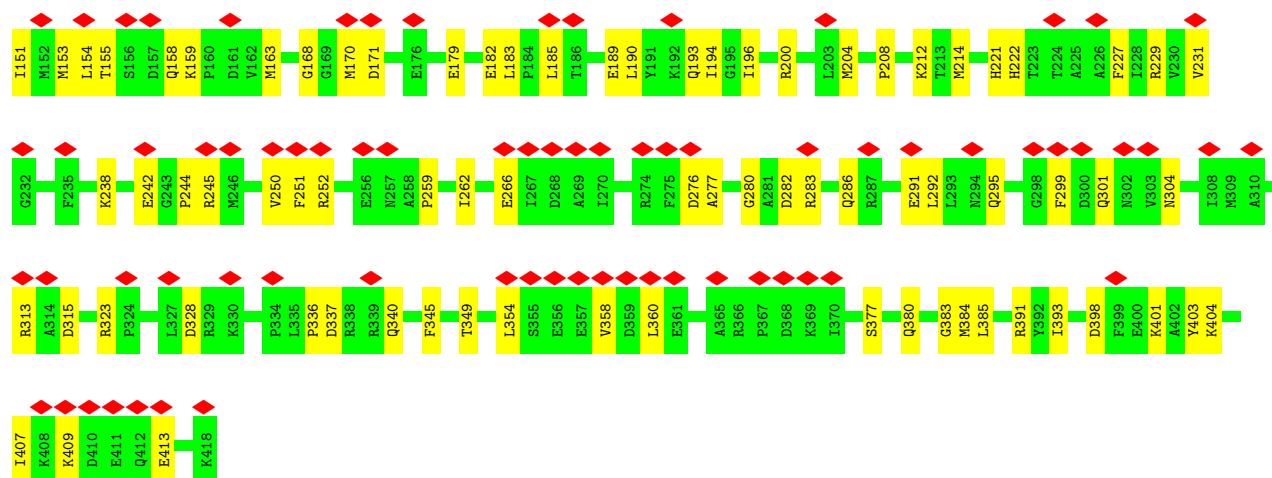 I151 M152 M153 L154 T155 S156 D157 Q158 K159 P160 D161 V162 M163 G168 G169 M170 D171 E176 E179 E182 L183 P184 L185 T186 E189 L190 Y191 K192 Q193 I194 G195 I196 R200 L203 M204 P208 K212 T213 M214 H221 H222 T223 T224 A225 A226 F227 I228 R229 V230 V231
G232 F235 K238 E242 G243 P244 R245 M246 V250 F251 R252 E256 N257 A258 P259 I262 E266 I267 D268 A269 I270 R274 F275 D276 A277 G280 A281 D282 R283 Q286 R287 E291 L292 L293 N294 Q295 G298 F299 D300 Q301 N302 V303 N304 I308 M309 A310
R313 A314 D315 R323 P324 L327 D328 R329 K330 P334 L335 P336 D337 R338 R339 Q340 F345 T349 L354 S355 E356 E357 V358 D359 L360 E361 A365 R366 P367 D368 K369 I370 S377 Q380 G383 M384 L385 R391 Y392 I393 D398 F399 E400 K401 A402 Y403 K404
I407 K408 K409 D410 E411 Q412 E413 K418